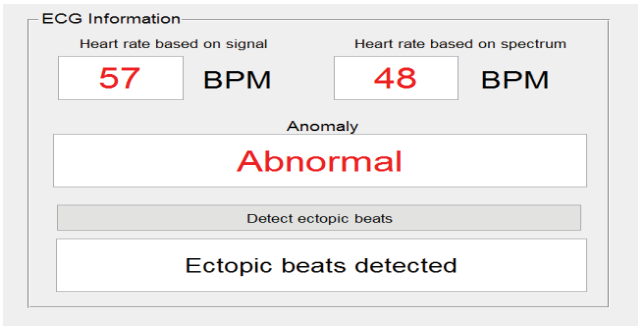 ECG Information
Heart rate based on signal Heart rate based on spectrum
57 BPM 48 BPM
Anomaly
Abnormal
Detect ectopic beats
Ectopic beats detected